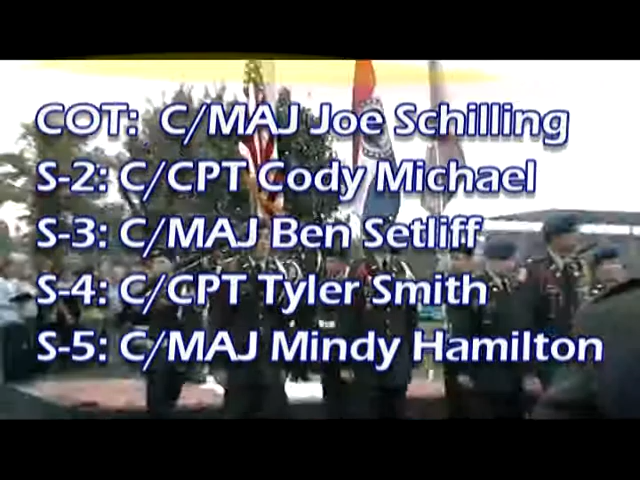 COT: C/MAJ Joe Schilling
S-2: C/CPT Cody Michael
S-3: C/MAJ Ben Setliff
S-4: C/CPT Tyler Smith
S-5: C/MAJ Mindy Hamilton